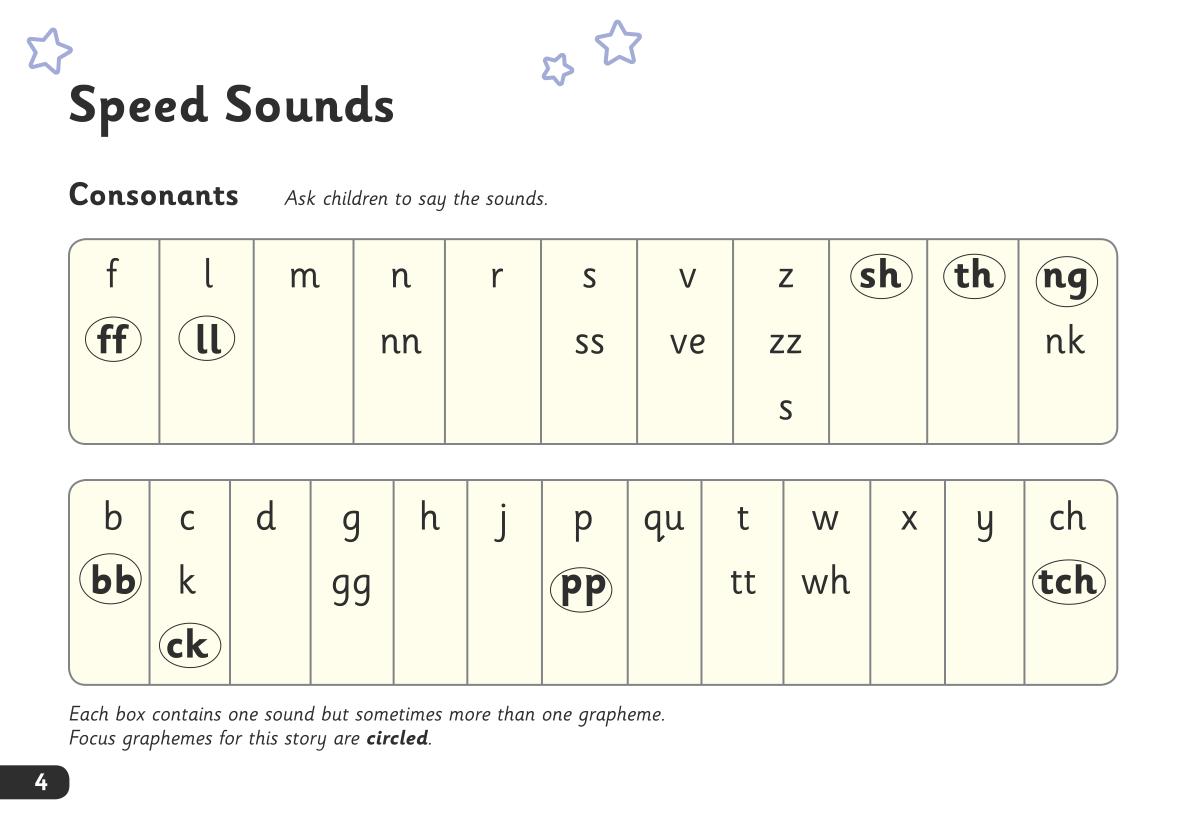 Speed Sounds
Consonants Ask children to say the sounds.
f l m n r s v z sh th ng
ff ll nn ss ve zz nk
s
b c d g h j p qu t w x y ch
bb k gg pp tt wh tch
ck
Each box contains one sound but sometimes more than one grapheme.
Focus graphemes for this story are circled.
4